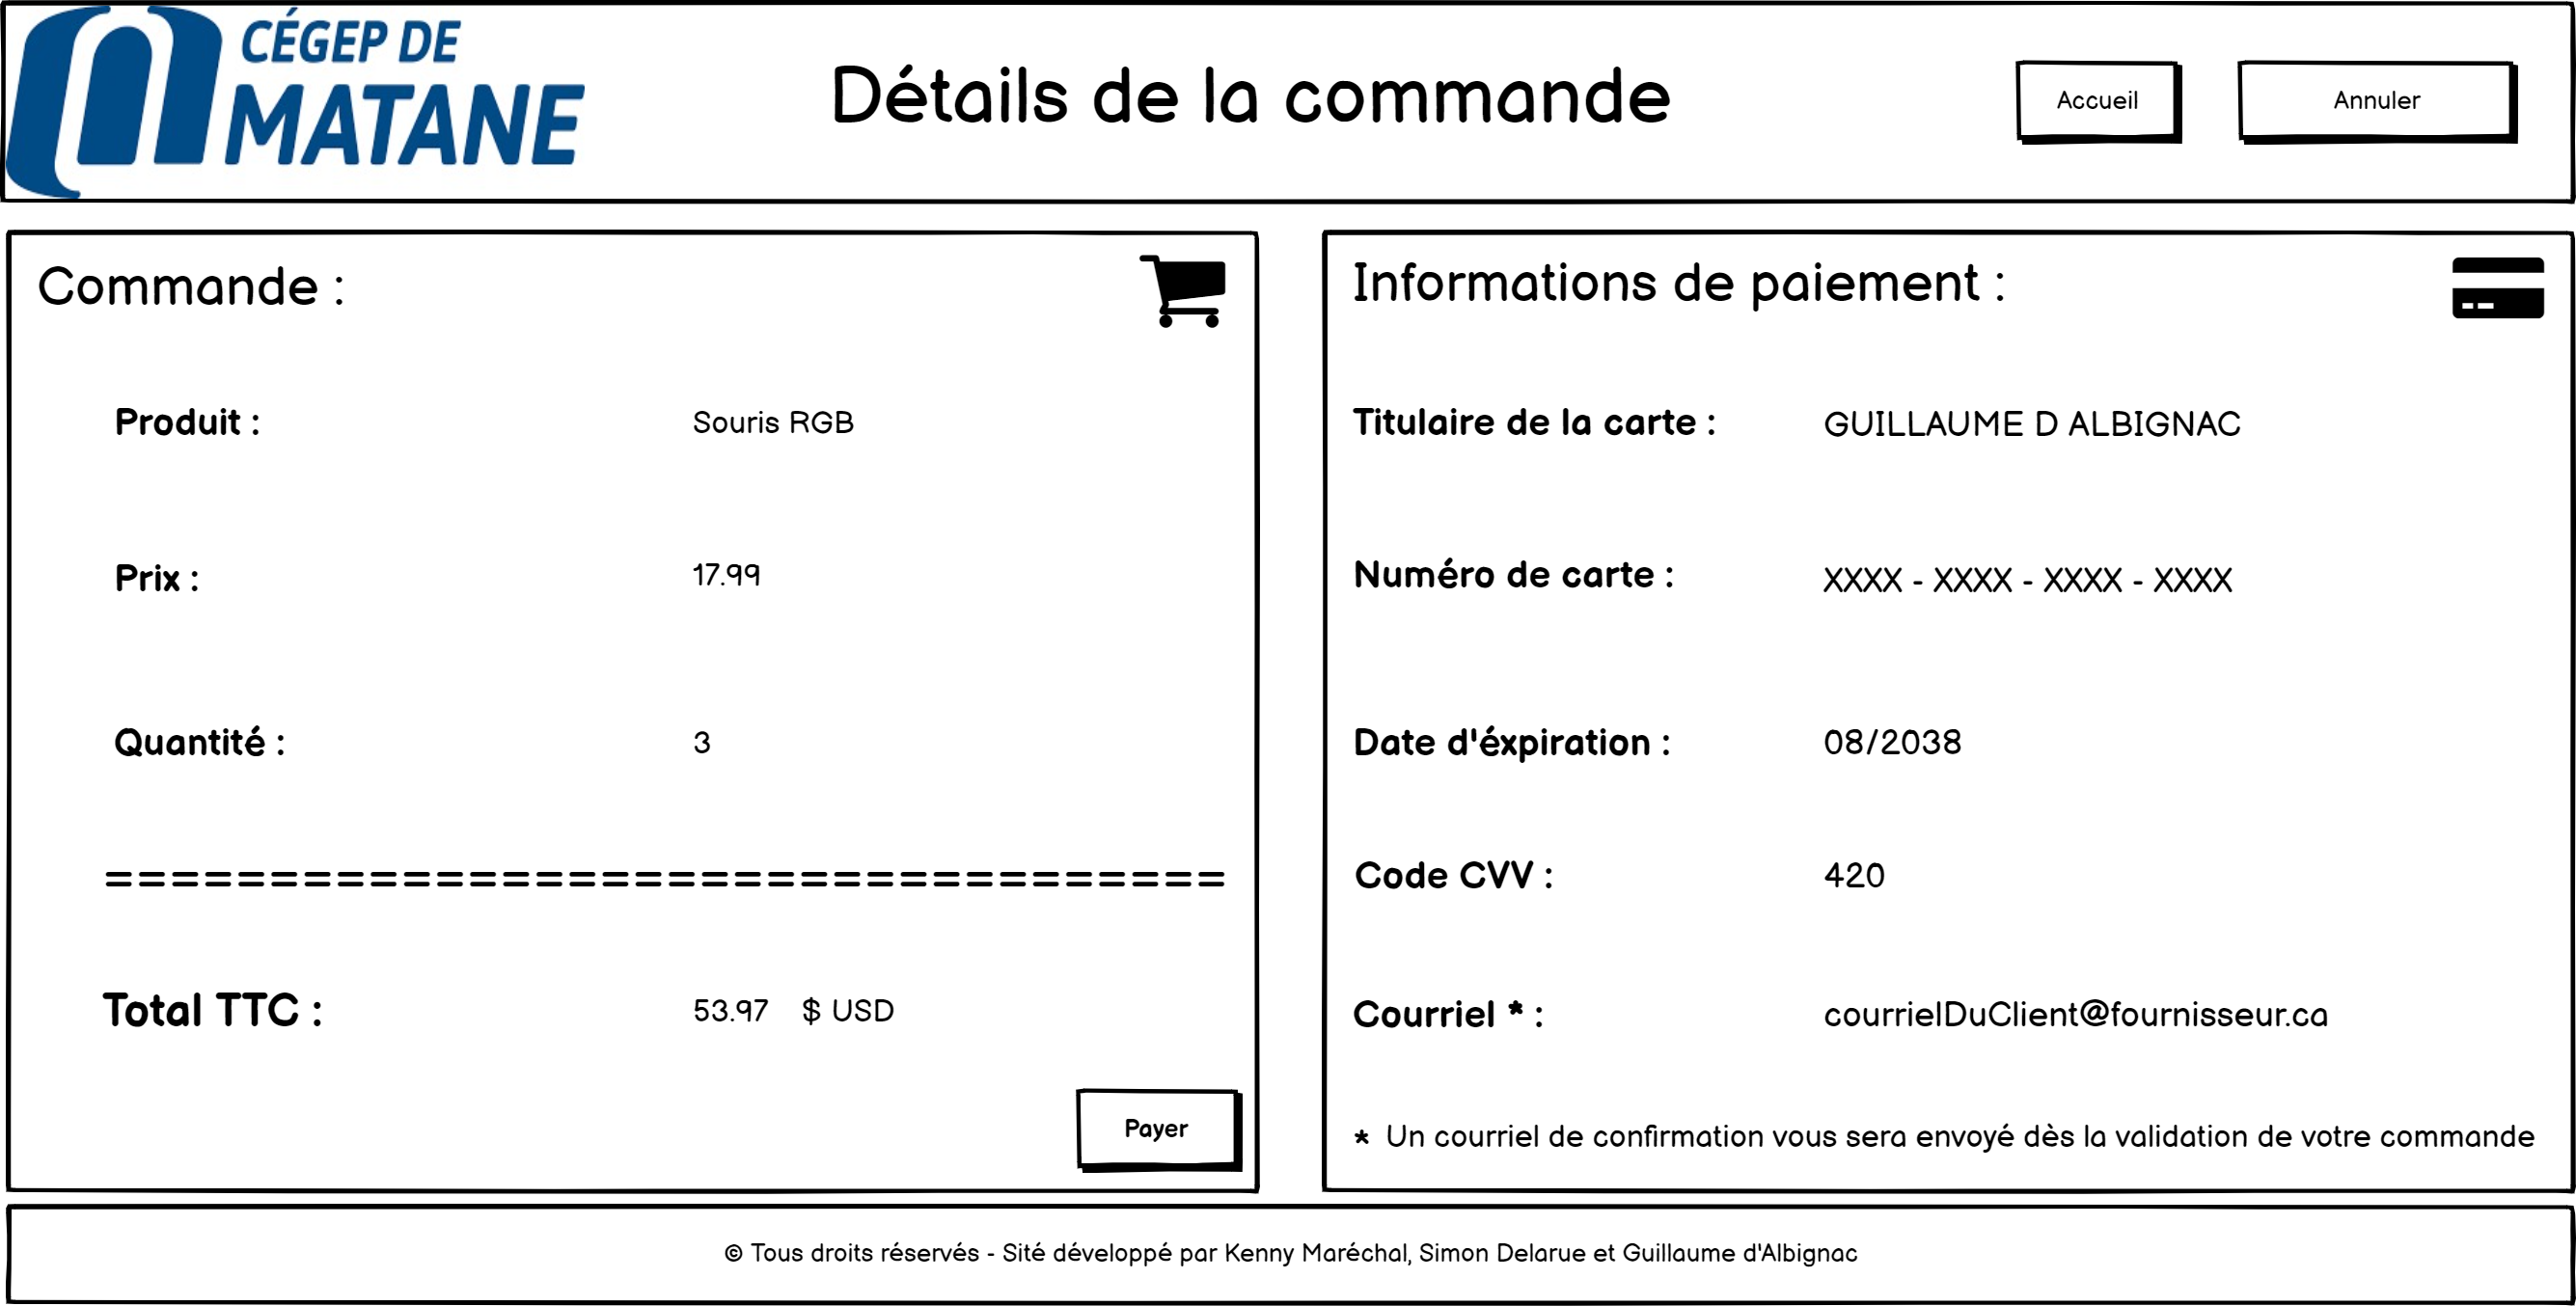 CÉGEP DE
MATANE
Détails de la commande
Accueil
Annuler
Commande :
Produit : Souris RGB
Prix : 17.99
Quantité : 3
==================================
Total TTC : 53.97 $ USD
Payer
Informations de paiement :
Titulaire de la carte : GUILLAUME D ALBIGNAC
Numéro de carte : XXXX - XXXX - XXXX - XXXX
Date d'éxpiration : 08/2038
Code CVV : 420
Courriel * : courrielDuClient@fournisseur.ca
* Un courriel de confirmation vous sera envoyé dès la validation de votre commande
© Tous droits réservés - Sité développé par Kenny Maréchal, Simon Delarue et Guillaume d'Albignac